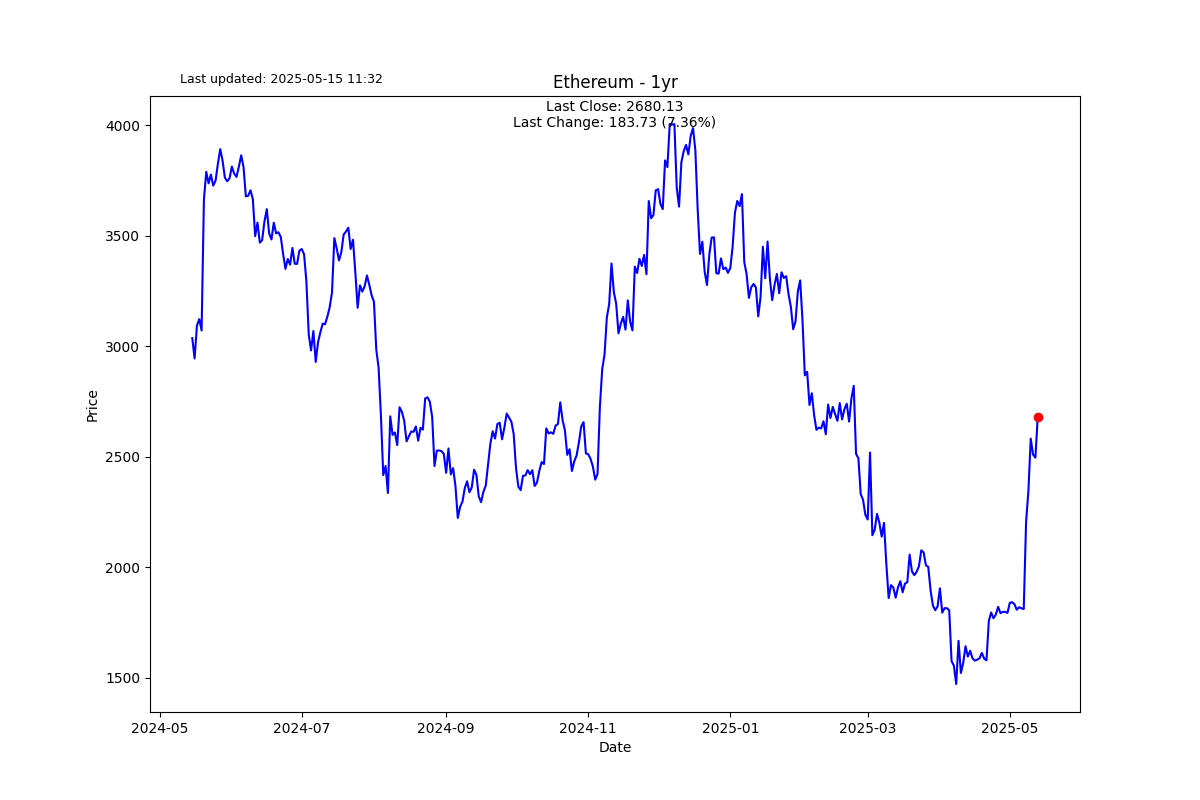 Last updated: 2025-05-15 11:32
Ethereum - 1yr
Last Close: 2680.13
Last Change: 183.73 (7.36%)
4000
3500
3000
2500
2000
1500
Price
2024-05
2024-07
2024-09
2024-11
2025-01
2025-03
2025-05
Date